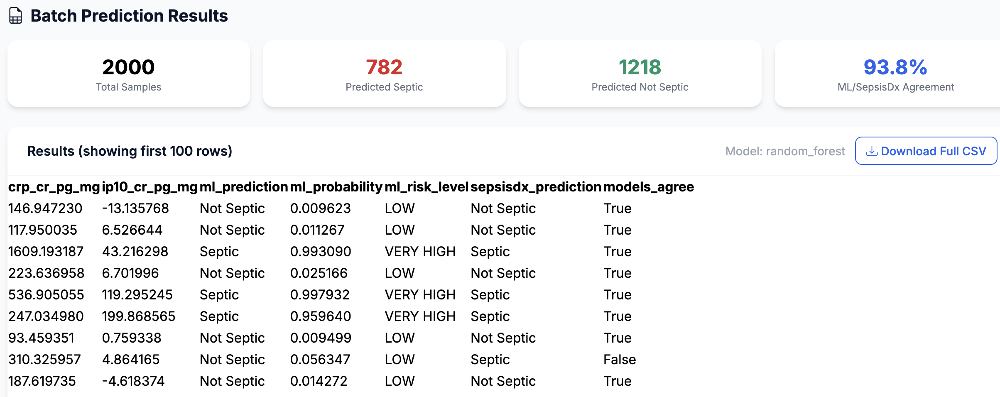 Batch Prediction Results
2000
Total Samples
782
Predicted Septic
1218
Predicted Not Septic
93.8%
ML/SepsisDx Agreement
Results (showing first 100 rows)
Model: random_forest
Download Full CSV
crp_cr_pg_mg ip10_cr_pg_mg ml_prediction ml_probability ml_risk_level sepsisdx_prediction models_agree
146.947230 -13.135768 Not Septic 0.009623 LOW Not Septic True
117.950035 6.526644 Not Septic 0.011267 LOW Not Septic True
1609.193187 43.216298 Septic 0.993090 VERY HIGH Septic True
223.636958 6.701996 Not Septic 0.025166 LOW Not Septic True
536.905055 119.295245 Septic 0.997932 VERY HIGH Septic True
247.034980 199.868565 Septic 0.959640 VERY HIGH Septic True
93.459351 0.759338 Not Septic 0.009499 LOW Not Septic True
310.325957 4.864165 Not Septic 0.056347 LOW Septic False
187.619735 -4.618374 Not Septic 0.014272 LOW Not Septic True